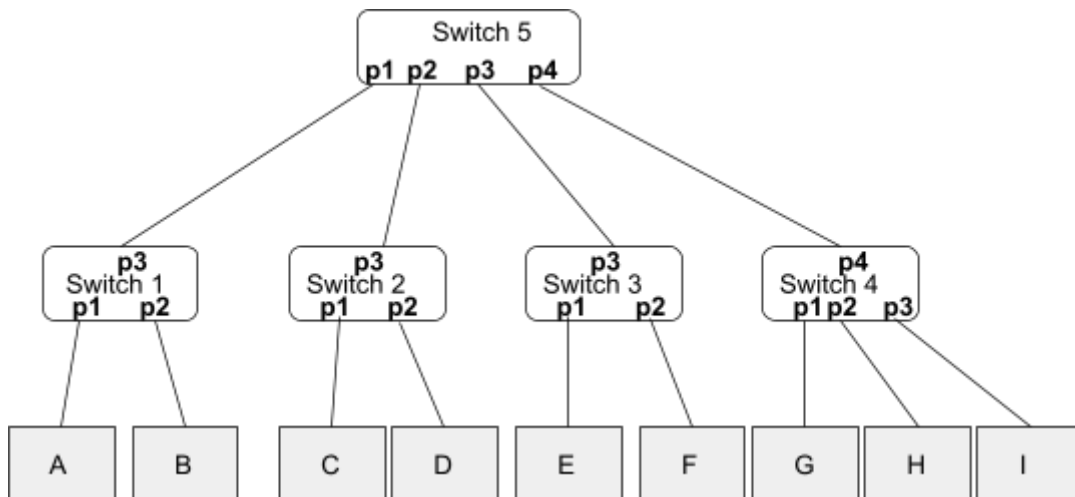 Switch 5
p1 p2 p3 p4
p3
Switch 1
p1 p2
p3
Switch 2
p1 p2
p3
Switch 3
p1 p2
p4
Switch 4
p1 p2 p3
A B C D E F G H I